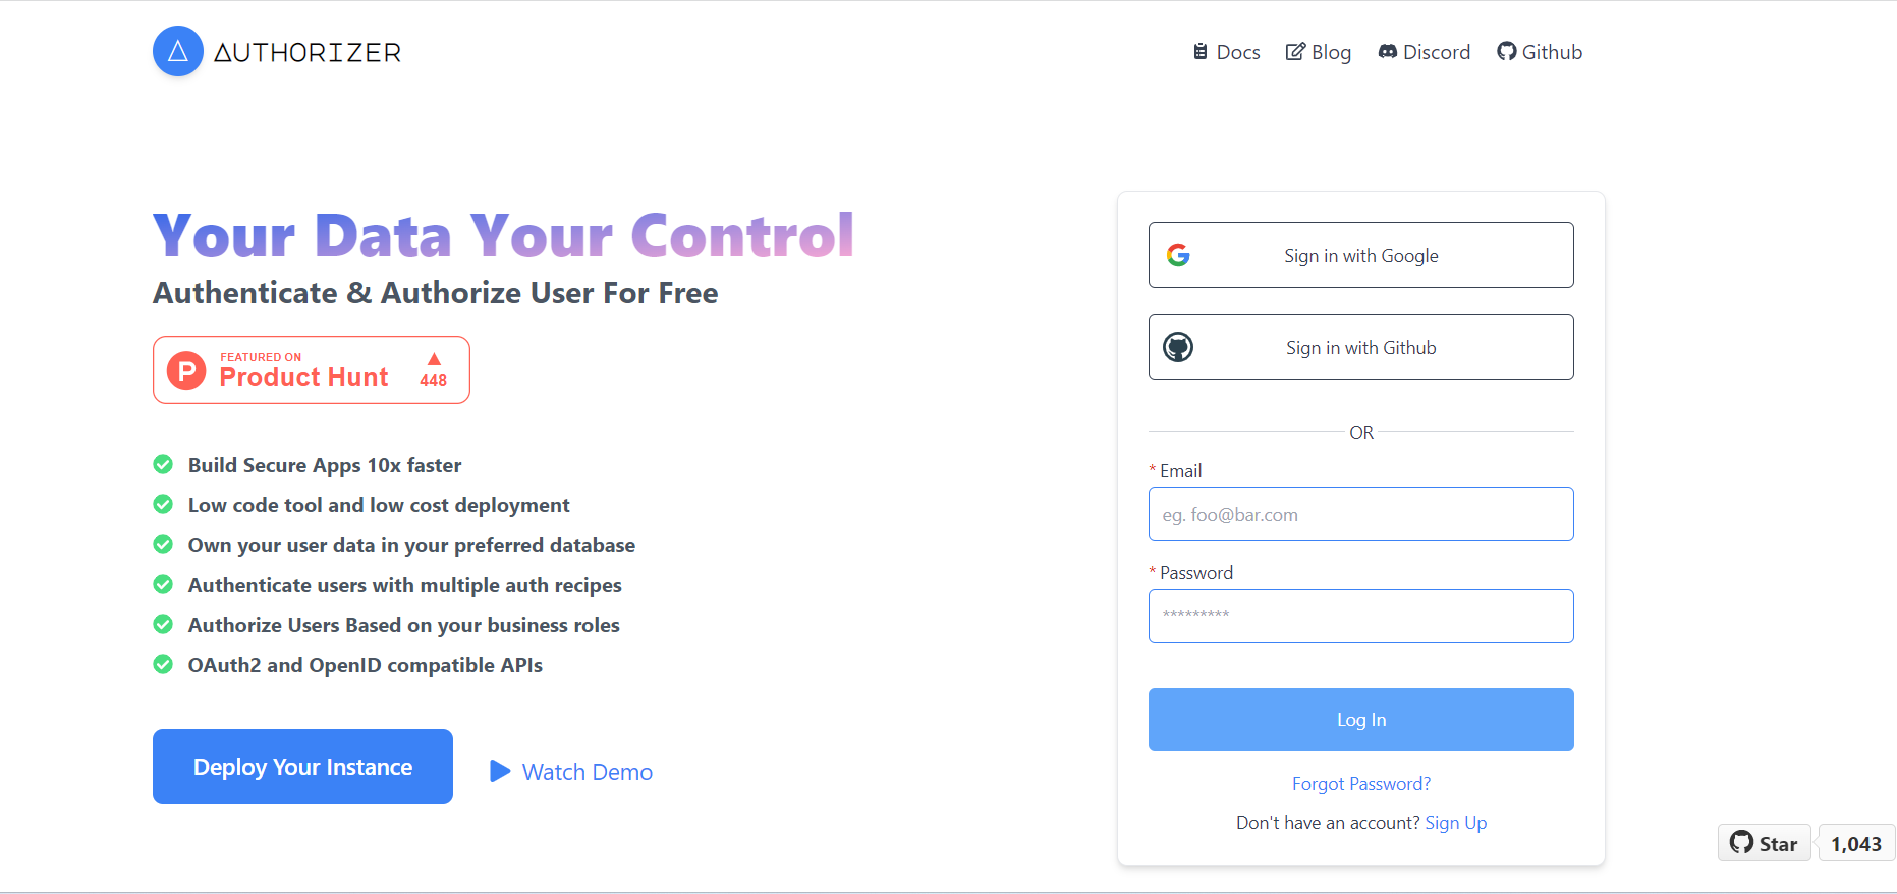 AUTHORIZER
Docs Blog Discord Github
Your Data Your Control
Authenticate & Authorize User For Free
P FEATURED ON
Product Hunt 448
Build Secure Apps 10x faster
Low code tool and low cost deployment
Own your user data in your preferred database
Authenticate users with multiple auth recipes
Authorize Users Based on your business roles
OAuth2 and OpenID compatible APIs
Deploy Your Instance Watch Demo
Sign in with Google
Sign in with Github
OR
* Email
eg. foo@bar.com
* Password
*********
Log In
Forgot Password?
Don't have an account? Sign Up
Star 1,043